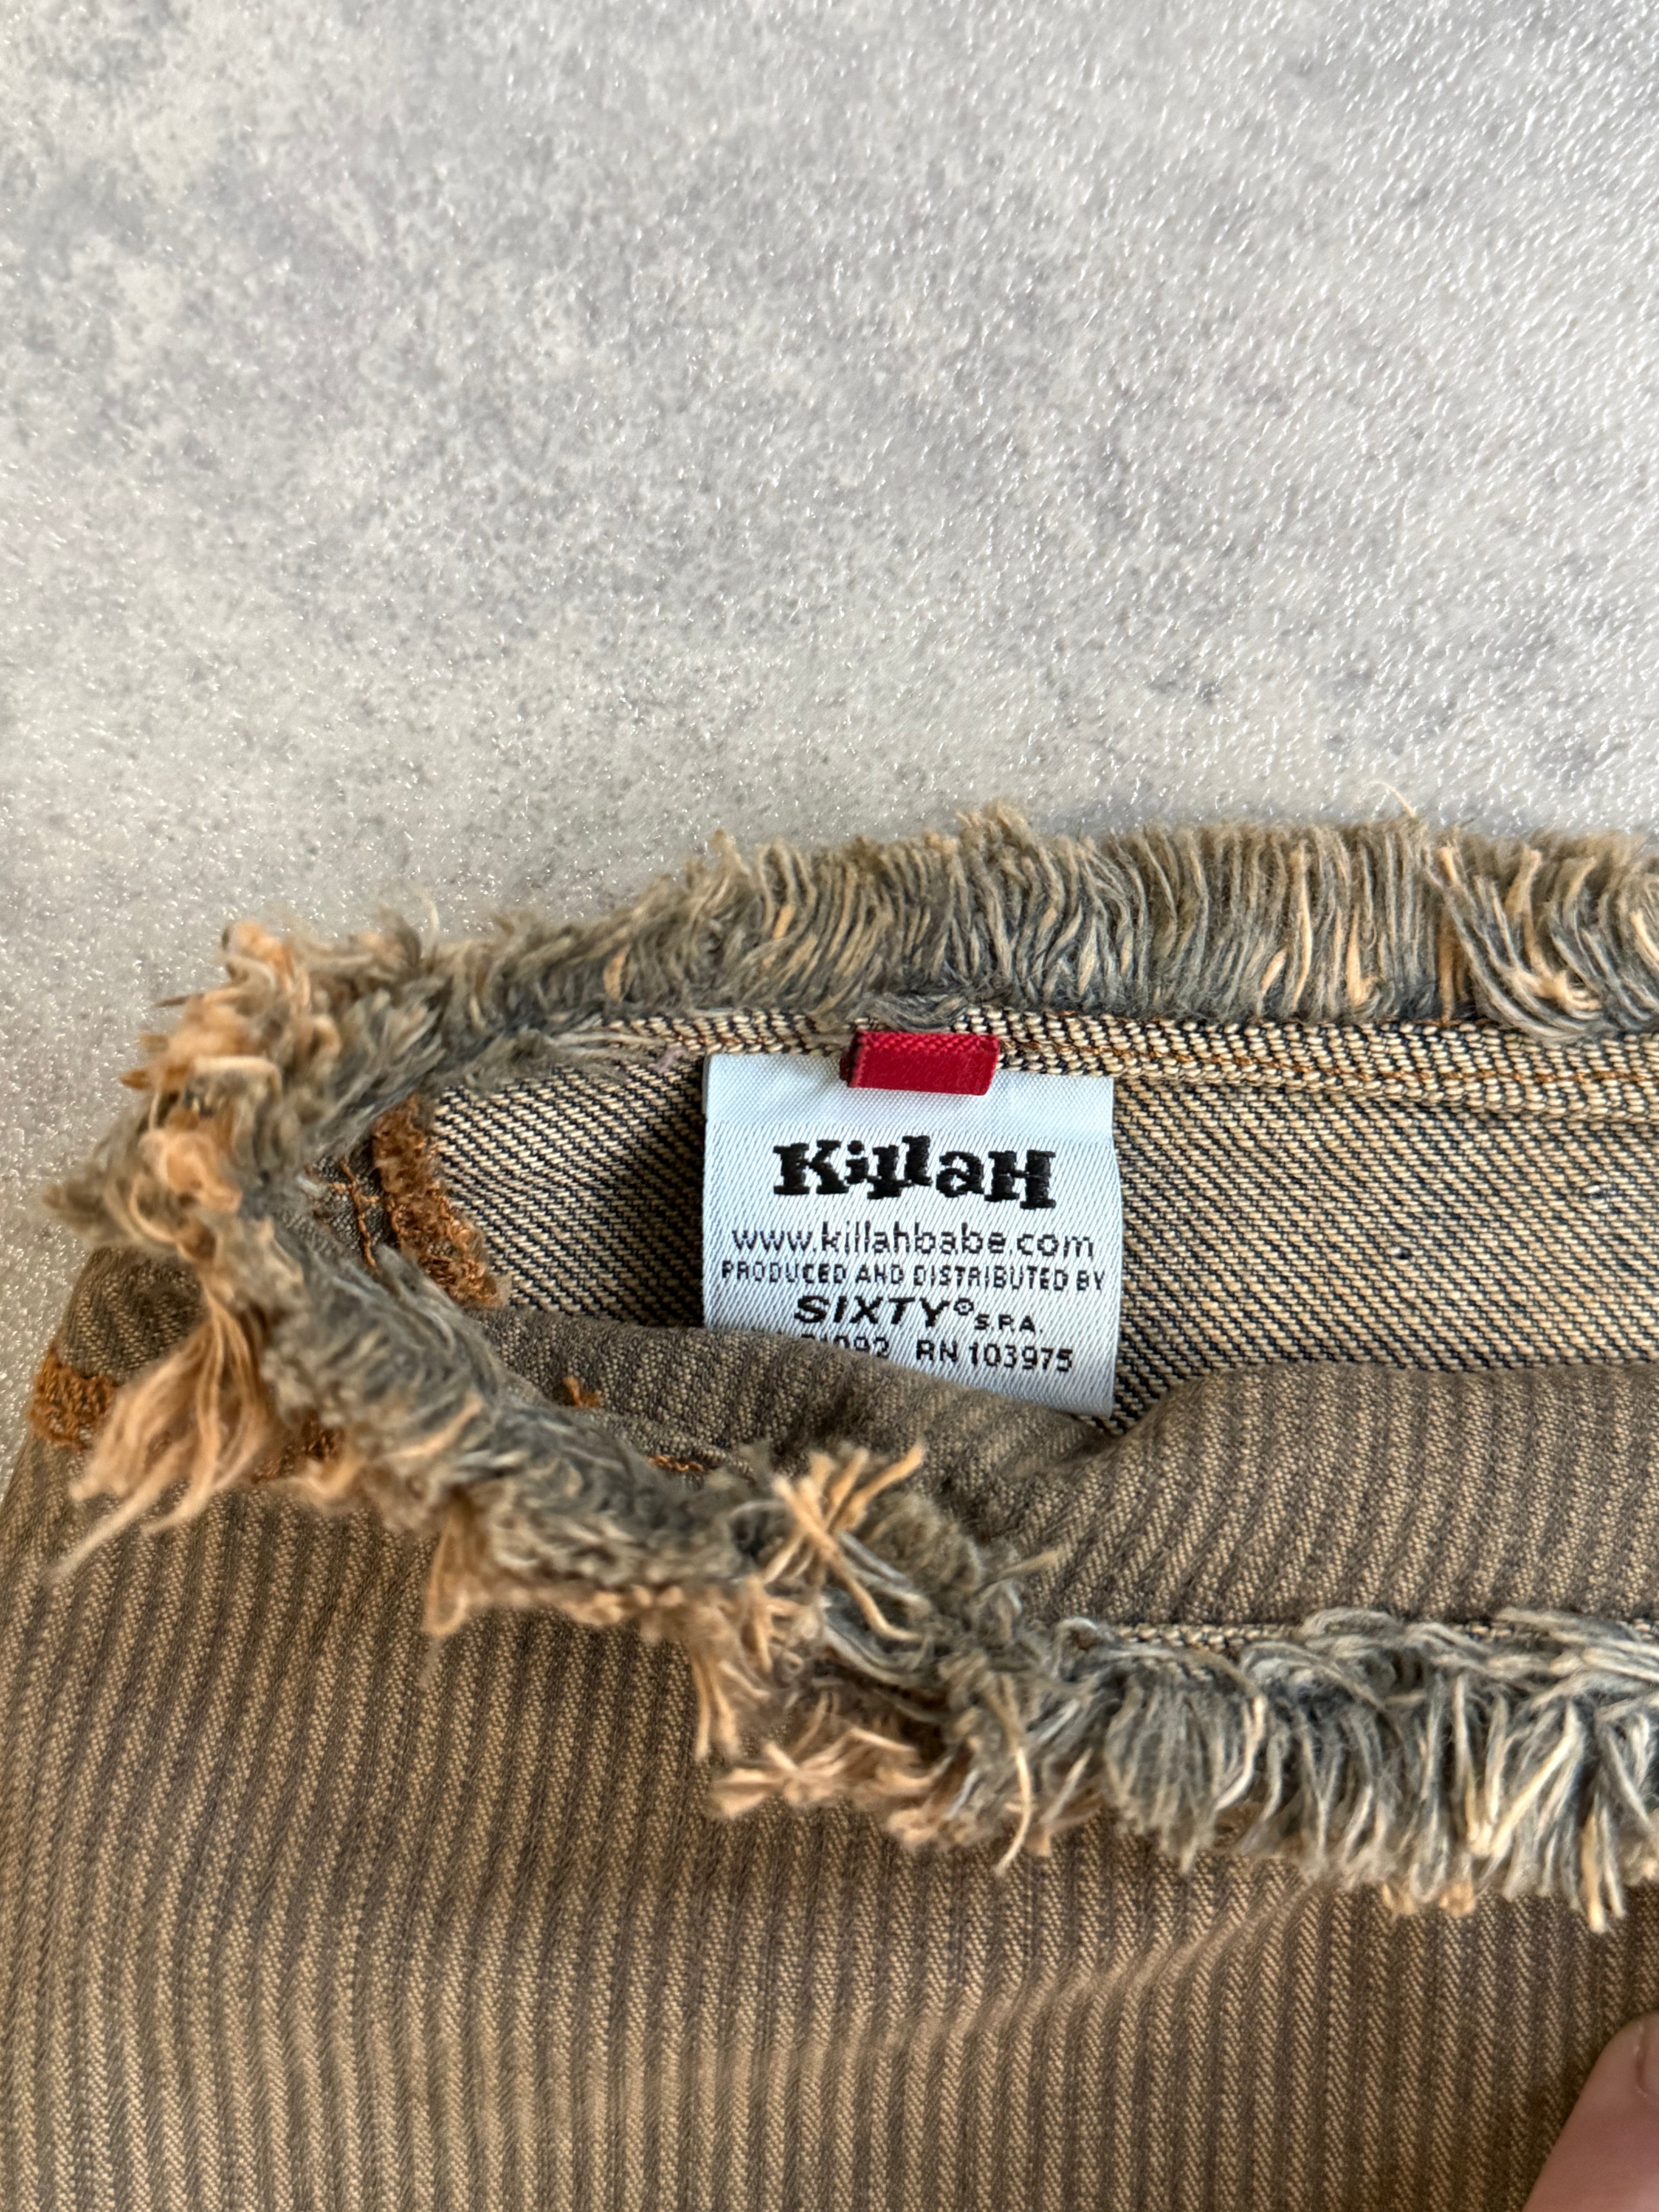 KillaH
www.killahbabe.com
PRODUCED AND DISTRIBUTED BY
SIXTY® S.P.A.
RN 103975